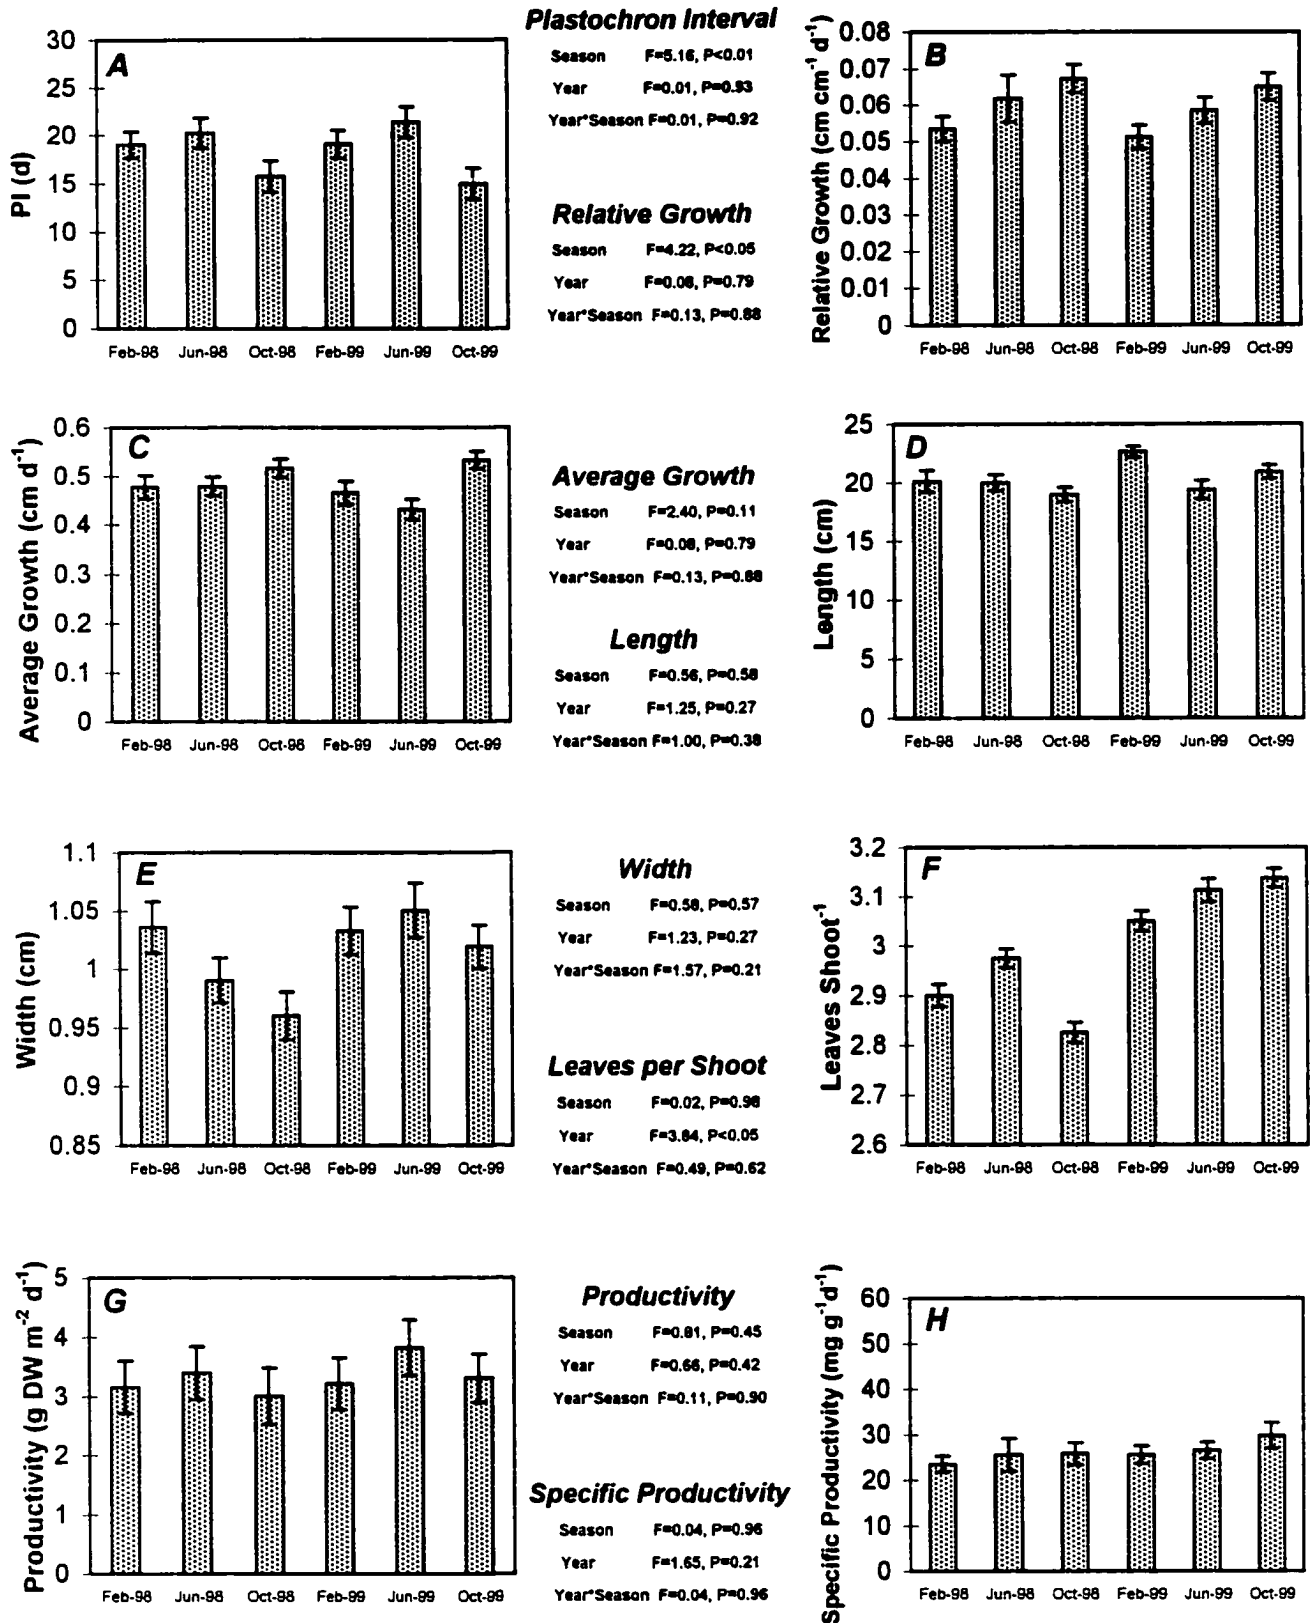 Plastochron Interval
Season F=5.16, P<0.01
Year F=0.01, P=0.93
Year*Season F=0.01, P=0.92
A
PI (d)
30
25
20
15
10
5
0
Feb-98 Jun-98 Oct-98 Feb-99 Jun-99 Oct-99
B
Relative Growth (cm cm⁻¹ d⁻¹)
0.08
0.07
0.06
0.05
0.04
0.03
0.02
0.01
0
Feb-98 Jun-98 Oct-98 Feb-99 Jun-99 Oct-99
Relative Growth
Season F=4.22, P<0.05
Year F=0.08, P=0.79
Year*Season F=0.13, P=0.88
C
Average Growth (cm d⁻¹)
0.6
0.5
0.4
0.3
0.2
0.1
0
Feb-98 Jun-98 Oct-98 Feb-99 Jun-99 Oct-99
Average Growth
Season F=2.40, P=0.11
Year F=0.08, P=0.79
Year*Season F=0.13, P=0.88
D
Length (cm)
25
20
15
10
5
0
Feb-98 Jun-98 Oct-98 Feb-99 Jun-99 Oct-99
Length
Season F=0.56, P=0.58
Year F=1.25, P=0.27
Year*Season F=1.00, P=0.38
E
Width (cm)
1.1
1.05
1
0.95
0.9
0.85
Feb-98 Jun-98 Oct-98 Feb-99 Jun-99 Oct-99
Width
Season F=0.58, P=0.57
Year F=1.23, P=0.27
Year*Season F=1.57, P=0.21
F
Leaves Shoot⁻¹
3.2
3.1
3
2.9
2.8
2.7
2.6
Feb-98 Jun-98 Oct-98 Feb-99 Jun-99 Oct-99
Leaves per Shoot
Season F=0.02, P=0.98
Year F=3.84, P<0.05
Year*Season F=0.49, P=0.62
G
Productivity (g DW m⁻² d⁻¹)
5
4
3
2
1
0
Feb-98 Jun-98 Oct-98 Feb-99 Jun-99 Oct-99
Productivity
Season F=0.81, P=0.45
Year F=0.66, P=0.42
Year*Season F=0.11, P=0.90
H
Specific Productivity (mg g⁻¹d⁻¹)
60
50
40
30
20
10
0
Feb-98 Jun-98 Oct-98 Feb-99 Jun-99 Oct-99
Specific Productivity
Season F=0.04, P=0.96
Year F=1.65, P=0.21
Year*Season F=0.04, P=0.96